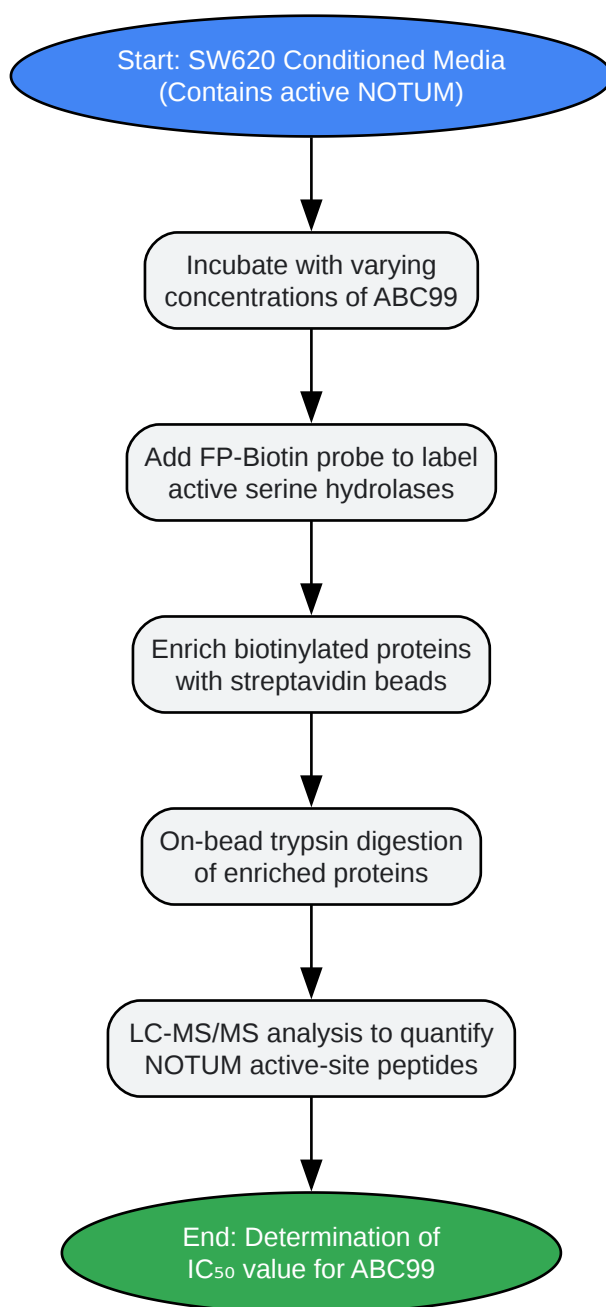 Start: SW620 Conditioned Media
(Contains active NOTUM)
Incubate with varying
concentrations of ABC99
Add FP-Biotin probe to label
active serine hydrolases
Enrich biotinylated proteins
with streptavidin beads
On-bead trypsin digestion
of enriched proteins
LC-MS/MS analysis to quantify
NOTUM active-site peptides
End: Determination of
IC₅₀ value for ABC99